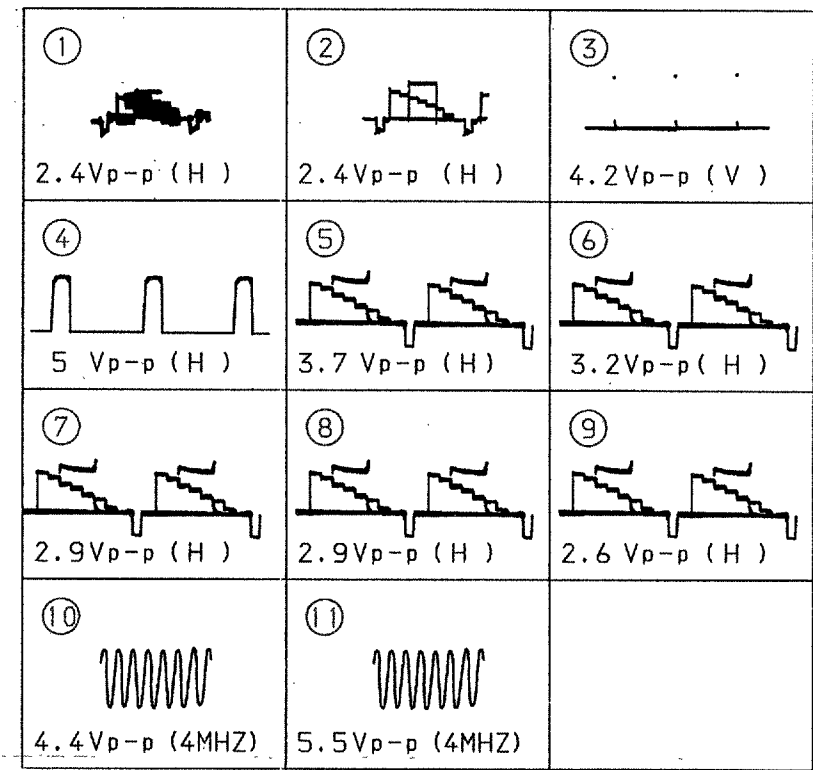 ①
2.4Vp-p (H )
②
2.4Vp-p (H )
③
4.2Vp-p (V )
④
5 Vp-p (H )
⑤
3.7 Vp-p (H )
⑥
3.2Vp-p( H )
⑦
2.9Vp-p (H )
⑧
2.9Vp-p (H )
⑨
2.6 Vp-p (H )
⑩
4.4Vp-p (4MHZ)
⑪
5.5Vp-p (4MHZ)